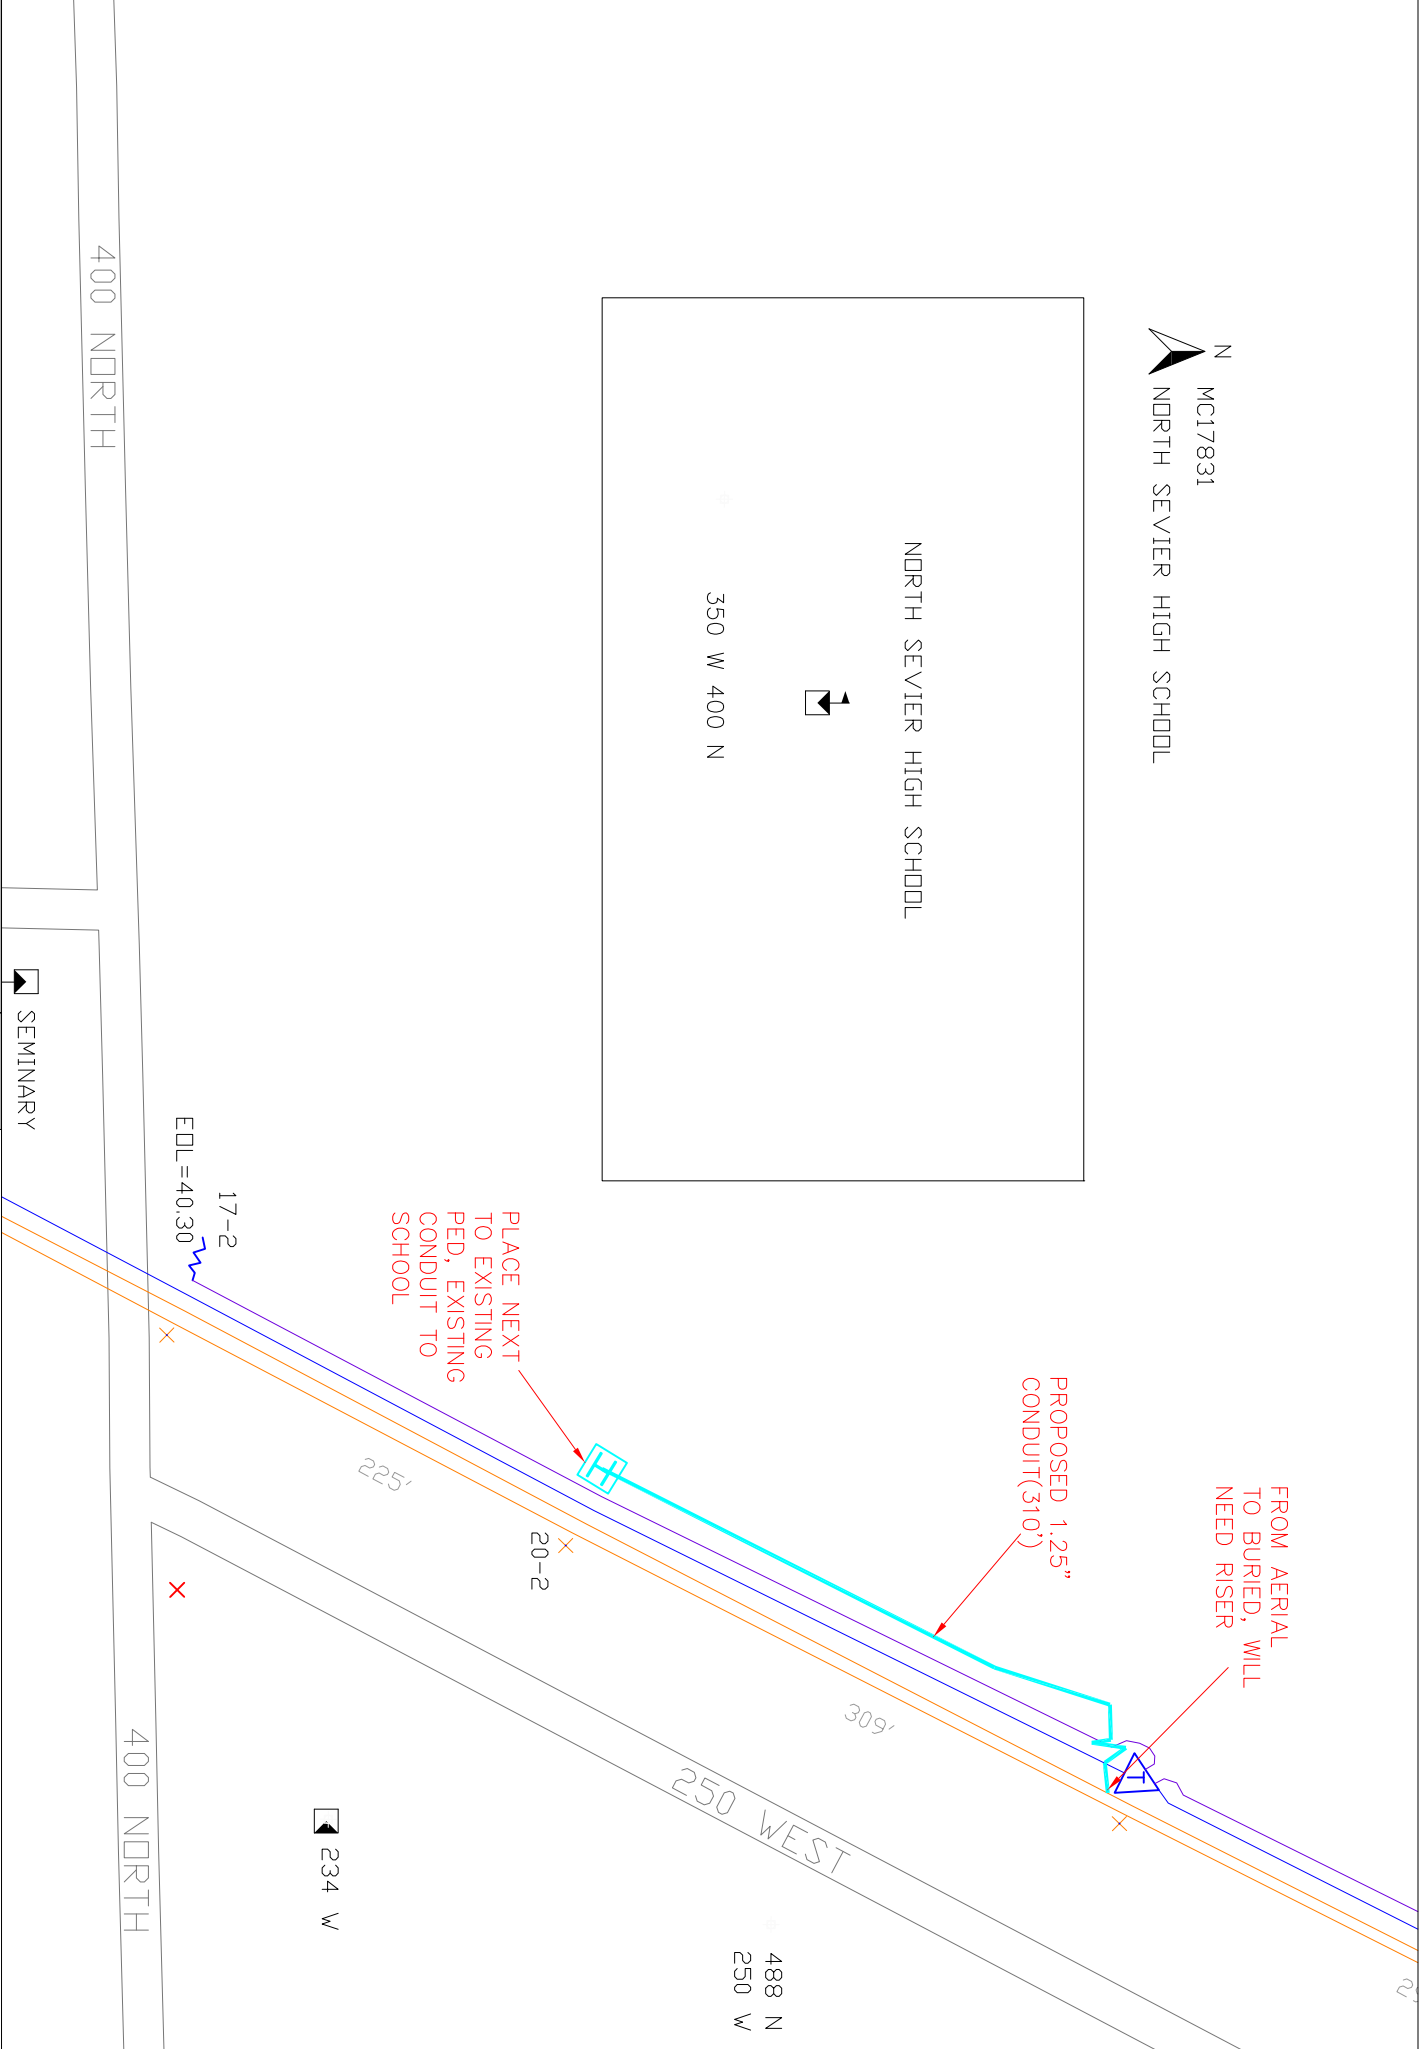 N
MC17831
NORTH SEVIER HIGH SCHOOL
NORTH SEVIER HIGH SCHOOL
350 W 400 N
FROM AERIAL
TO BURIED, WILL
NEED RISER
T
PROPOSED 1.25"
CONDUIT(310')
309'
250 WEST
488 N
250 W
PLACE NEXT
TO EXISTING
PED, EXISTING
CONDUIT TO
SCHOOL
H
20-2
225'
17-2
EOL=40.30
234 W
400 NORTH
400 NORTH
SEMINARY